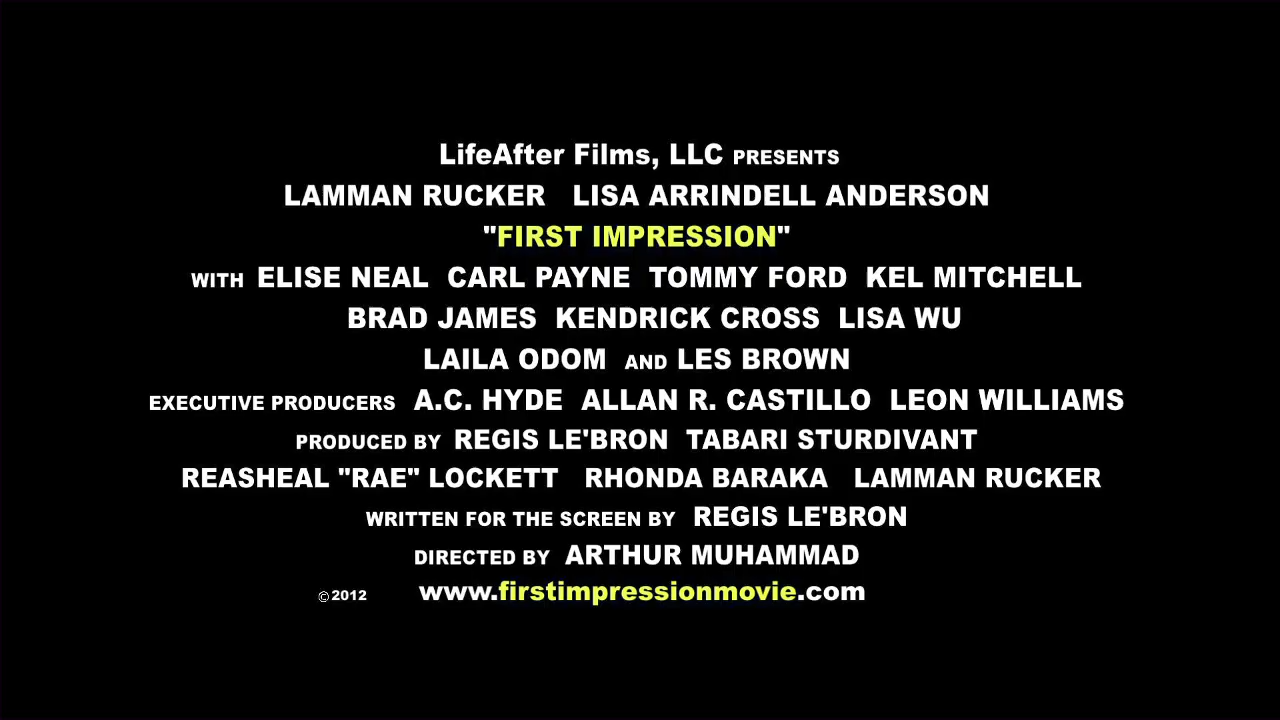 LifeAfter Films, LLC PRESENTS
LAMMAN RUCKER LISA ARRINDELL ANDERSON
"FIRST IMPRESSION"
WITH ELISE NEAL CARL PAYNE TOMMY FORD KEL MITCHELL
BRAD JAMES KENDRICK CROSS LISA WU
LAILA ODOM AND LES BROWN
EXECUTIVE PRODUCERS A.C. HYDE ALLAN R. CASTILLO LEON WILLIAMS
PRODUCED BY REGIS LE'BRON TABARI STURDIVANT
REASHEAL "RAE" LOCKETT RHONDA BARAKA LAMMAN RUCKER
WRITTEN FOR THE SCREEN BY REGIS LE'BRON
DIRECTED BY ARTHUR MUHAMMAD
©2012 www.firstimpressionmovie.com